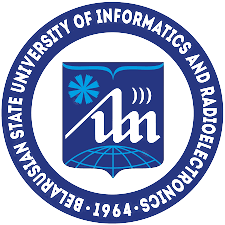 BELARUSIAN STATE UNIVERSITY OF INFORMATICS AND RADIOELECTRONICS
· 1964 ·